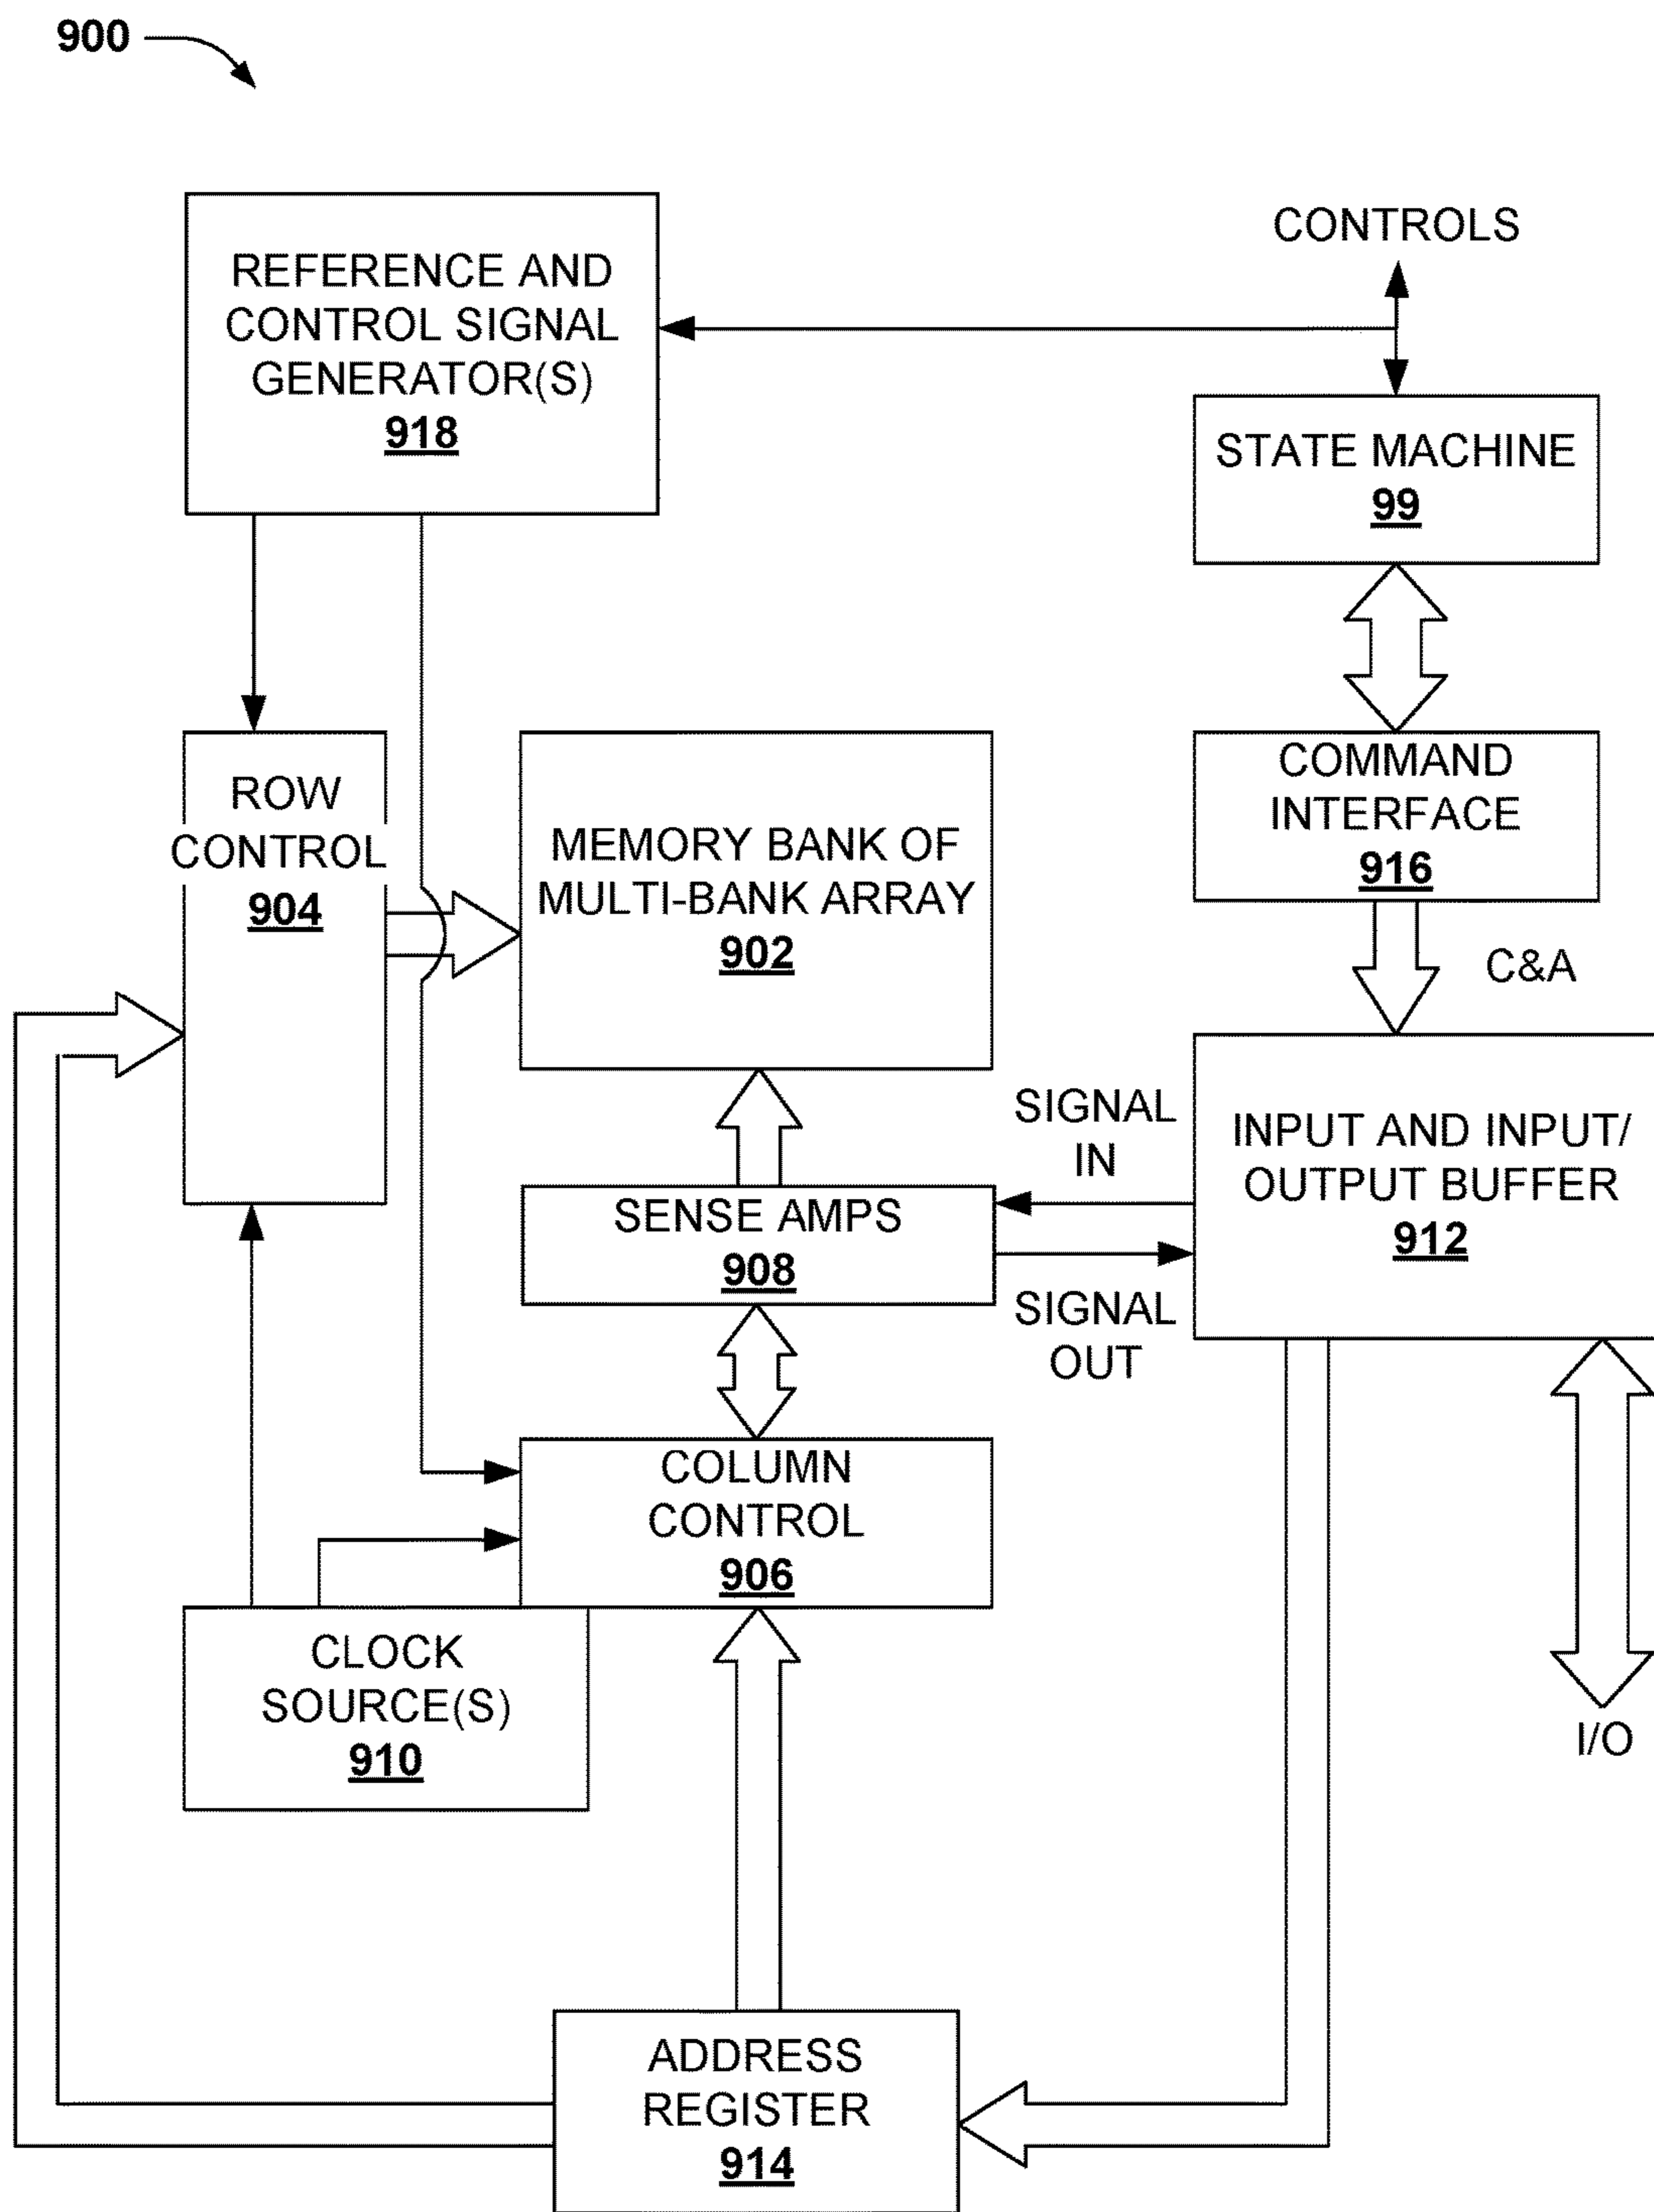 900
REFERENCE AND
CONTROL SIGNAL
GENERATOR(S)
918
CONTROLS
STATE MACHINE
99
ROW
CONTROL
904
MEMORY BANK OF
MULTI-BANK ARRAY
902
COMMAND
INTERFACE
916
C&A
SIGNAL
IN
INPUT AND INPUT/
OUTPUT BUFFER
912
SENSE AMPS
908
SIGNAL
OUT
COLUMN
CONTROL
906
CLOCK
SOURCE(S)
910
I/O
ADDRESS
REGISTER
914